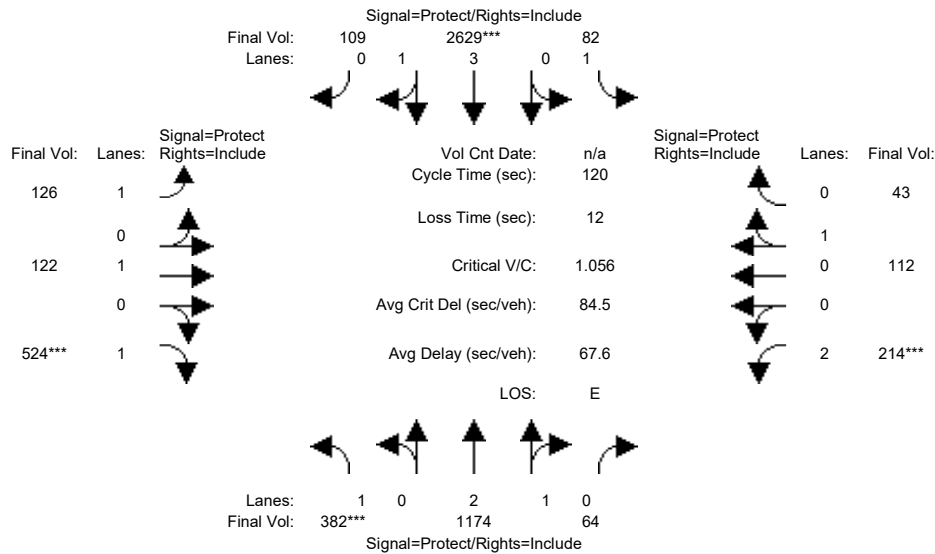 Signal=Protect/Rights=Include
Final Vol: 109 2629*** 82
Lanes: 0 1 3 0 1
Signal=Protect
Final Vol: Lanes: Rights=Include
Vol Cnt Date: n/a
Signal=Protect
Rights=Include Lanes: Final Vol:
Cycle Time (sec): 120
126 1
0 43
Loss Time (sec): 12
0
1
122 1
Critical V/C: 1.056
0 112
0
Avg Crit Del (sec/veh): 84.5
0
524*** 1
Avg Delay (sec/veh): 67.6
2 214***
LOS: E
Lanes: 1 0 2 1 0
Final Vol: 382*** 1174 64
Signal=Protect/Rights=Include